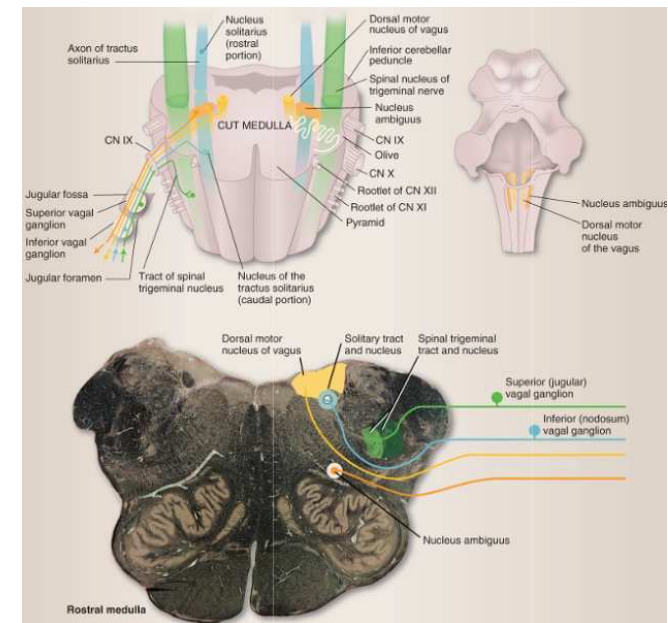 Nucleus
solitarius
(rostral
portion)
Axon of tractus
solitarius
Dorsal motor
nucleus of vagus
Inferior cerebellar
peduncle
Spinal nucleus of
trigeminal nerve
Nucleus
ambiguus
CUT MEDULLA
CN IX
CN IX
Olive
CN X
Rootlet of CN XII
Rootlet of CN XI
Pyramid
Jugular fossa
Superior vagal
ganglion
Inferior vagal
ganglion
Jugular foramen
Tract of spinal
trigeminal nucleus
Nucleus of the
tractus solitarius
(caudal portion)
Nucleus ambiguus
Dorsal motor
nucleus
of the vagus
Dorsal motor
nucleus of vagus
Solitary tract
and nucleus
Spinal trigeminal
tract and nucleus
Superior (jugular)
vagal ganglion
Inferior (nodosum)
vagal ganglion
Nucleus ambiguus
Rostral medulla